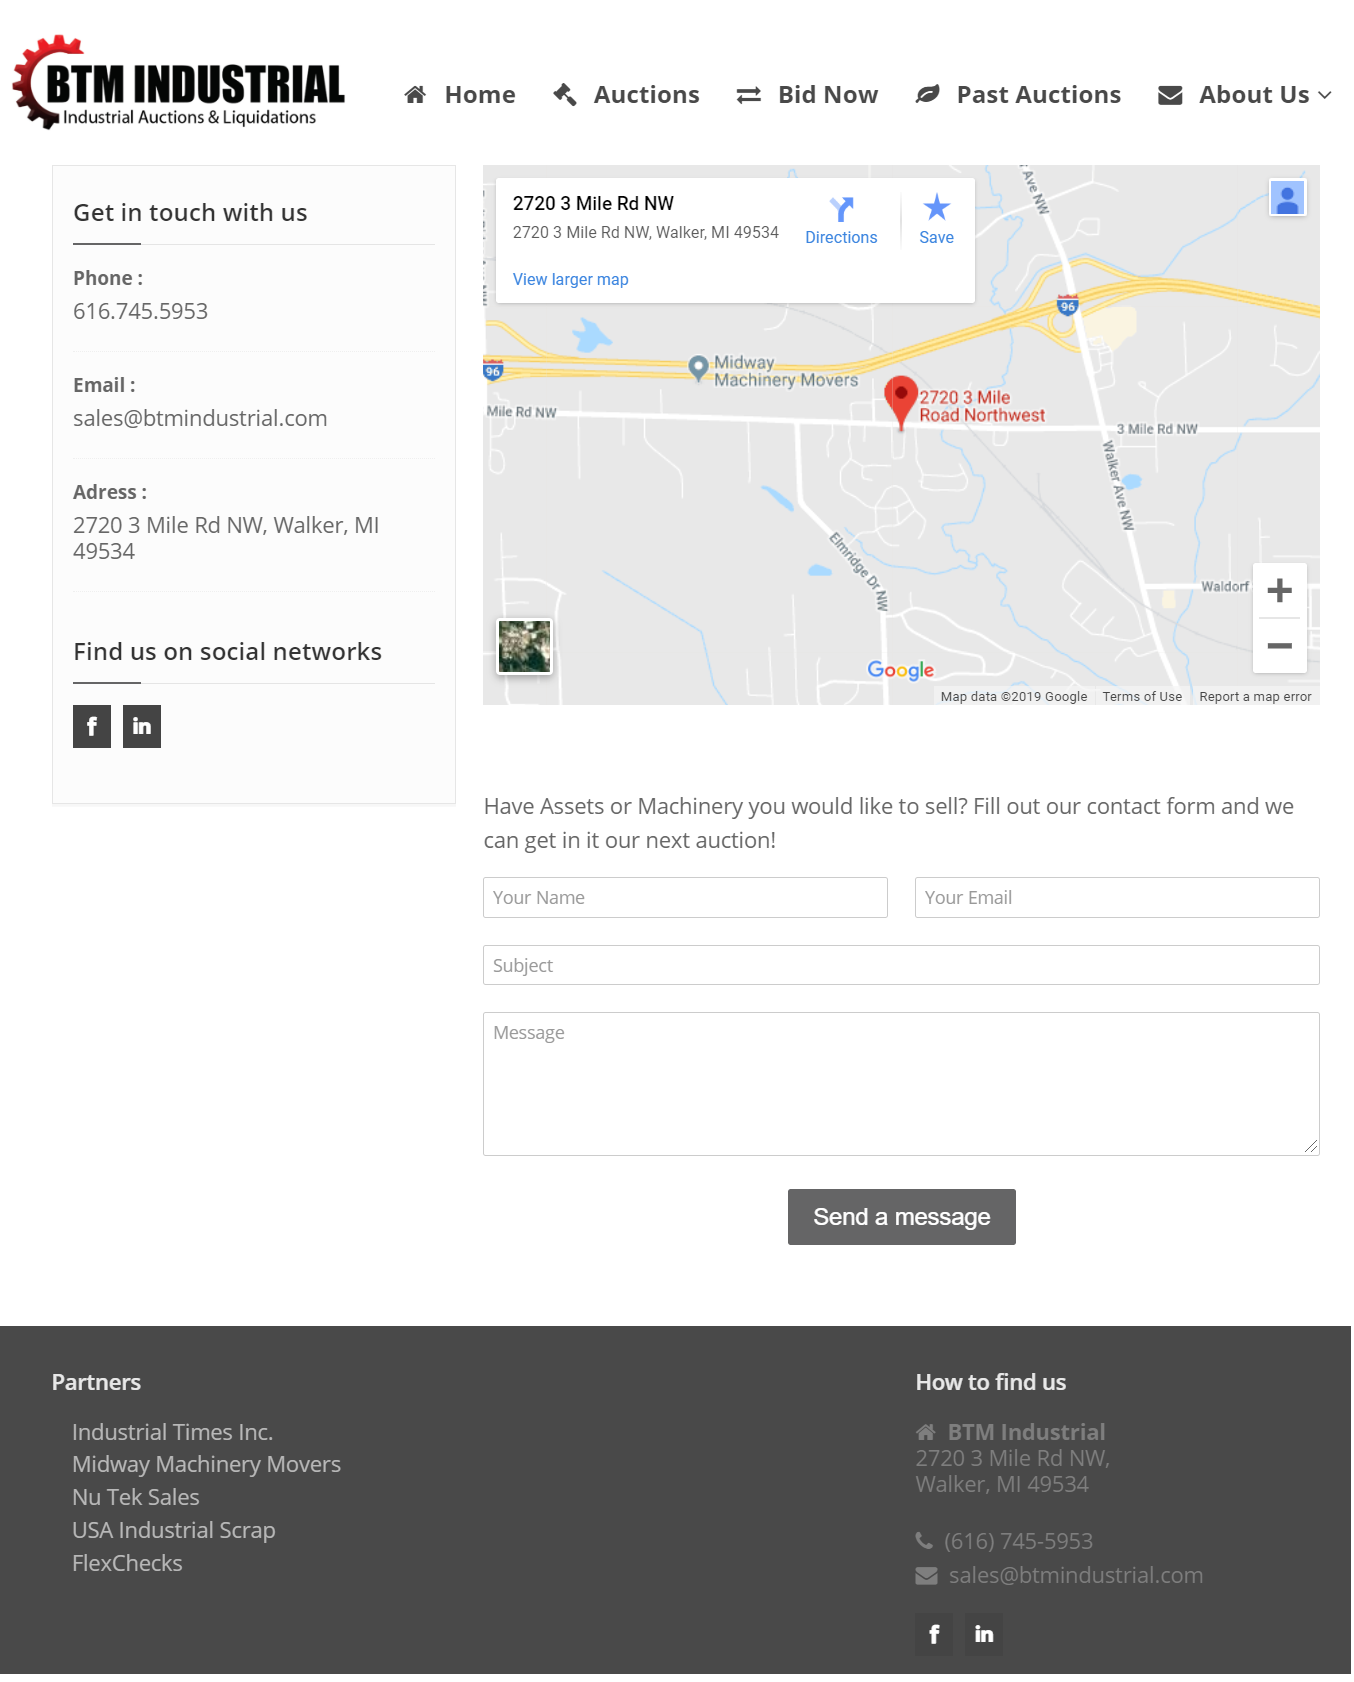 BTM INDUSTRIAL
Industrial Auctions & Liquidations
Home
Auctions
Bid Now
Past Auctions
About Us
Get in touch with us
Phone :
616.745.5953
Email :
sales@btmindustrial.com
Adress :
2720 3 Mile Rd NW, Walker, MI
49534
Find us on social networks
f in
2720 3 Mile Rd NW
2720 3 Mile Rd NW, Walker, MI 49534
View larger map
Directions
Save
Ave NW
96
96
Midway
Machinery Movers
2720 3 Mile
Road Northwest
Mile Rd NW
3 Mile Rd NW
Walker Ave NW
Elmridge Dr NW
Waldorf
Google
Map data ©2019 Google
Terms of Use
Report a map error
Have Assets or Machinery you would like to sell? Fill out our contact form and we
can get in it our next auction!
Your Name
Your Email
Subject
Message
Send a message
Partners
Industrial Times Inc.
Midway Machinery Movers
Nu Tek Sales
USA Industrial Scrap
FlexChecks
How to find us
BTM Industrial
2720 3 Mile Rd NW,
Walker, MI 49534
(616) 745-5953
sales@btmindustrial.com
f in